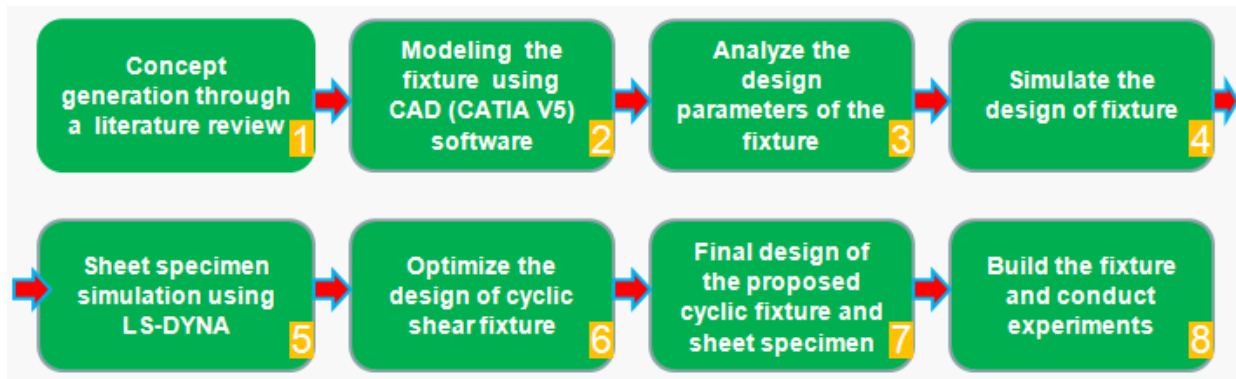 Concept
generation through
a literature review
1
Modeling the
fixture using
CAD (CATIA V5)
software
2
Analyze the
design
parameters of the
fixture
3
Simulate the
design of fixture
4
Sheet specimen
simulation using
LS-DYNA
5
Optimize the
design of cyclic
shear fixture
6
Final design of
the proposed
cyclic fixture and
sheet specimen
7
Build the fixture
and conduct
experiments
8